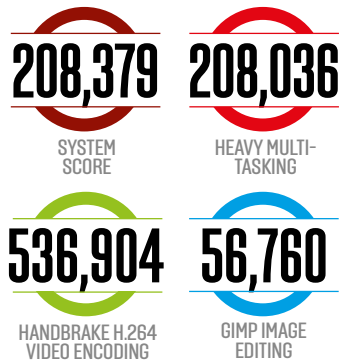 208,379
SYSTEM
SCORE
208,036
HEAVY MULTI-
TASKING
536,904
HANDBRAKE H.264
VIDEO ENCODING
56,760
GIMP IMAGE
EDITING